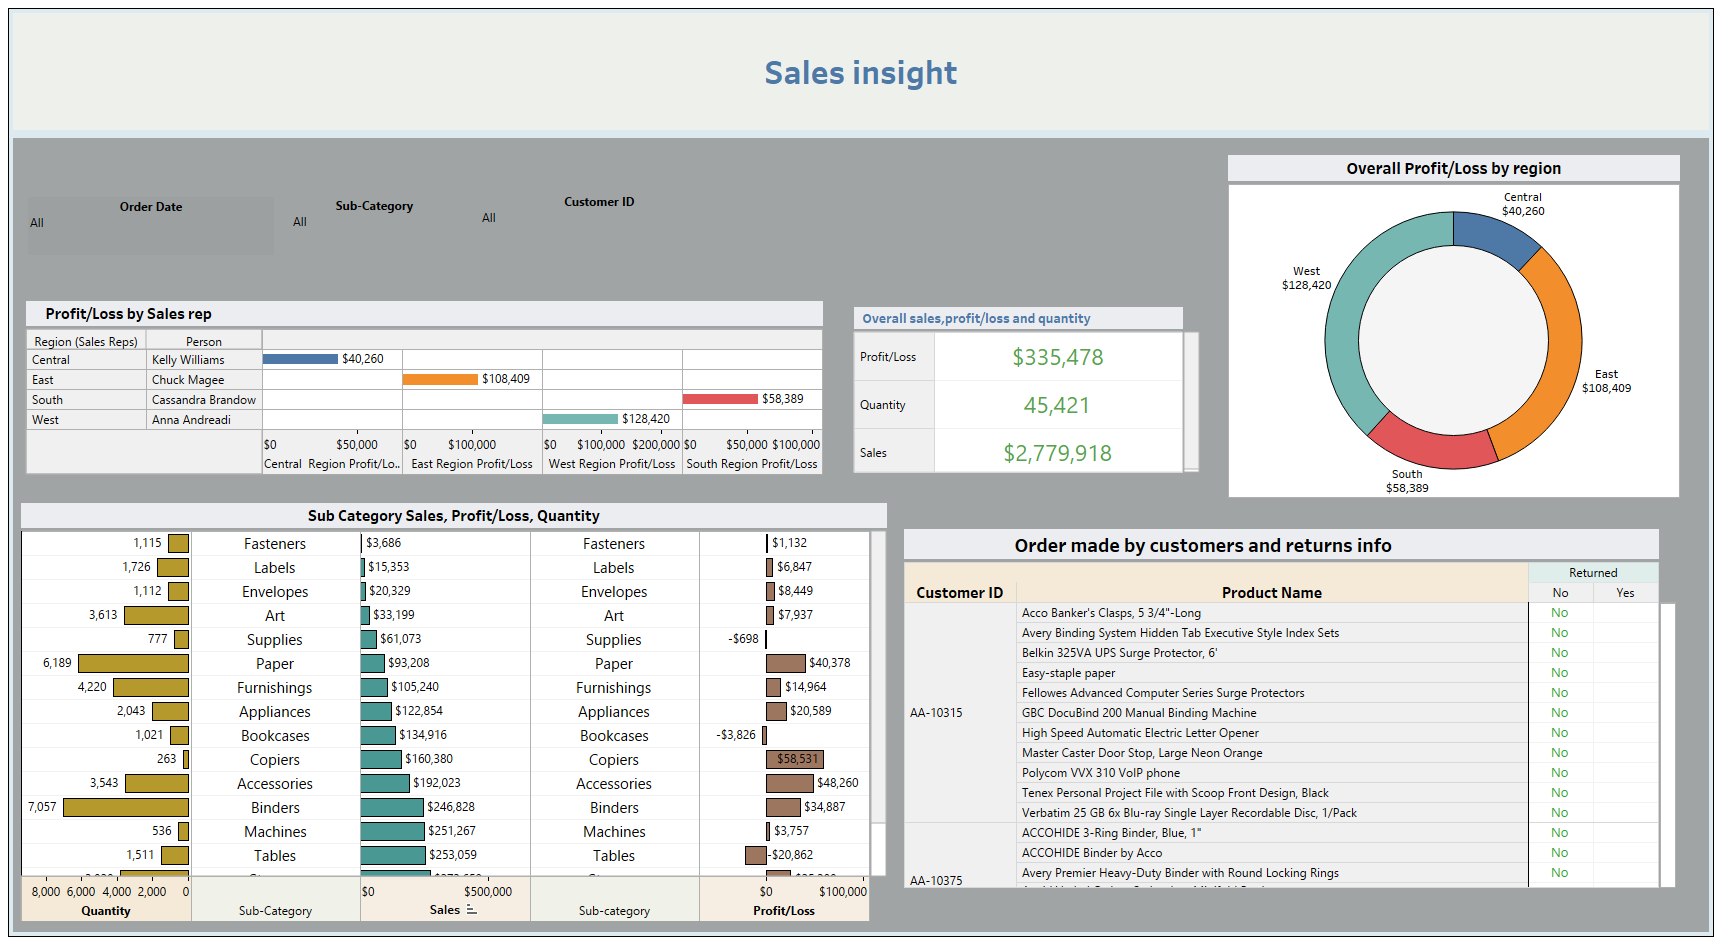 Sales insight
Order Date
All
Sub-Category
All
Customer ID
All
Overall Profit/Loss by region
Central
$40,260
West
$128,420
East
$108,409
South
$58,389
Profit/Loss by Sales rep
Region (Sales Reps) Person
Central Kelly Williams $40,260
East Chuck Magee $108,409
South Cassandra Brandow $58,389
West Anna Andreadi $128,420
$0 $50,000 $0 $100,000 $0 $100,000 $200,000 $0 $50,000 $100,000
Central Region Profit/Lo.. East Region Profit/Loss West Region Profit/Loss South Region Profit/Loss
Overall sales,profit/loss and quantity
Profit/Loss $335,478
Quantity 45,421
Sales $2,779,918
Sub Category Sales, Profit/Loss, Quantity
1,115 Fasteners $3,686 Fasteners $1,132
1,726 Labels $15,353 Labels $6,847
1,112 Envelopes $20,329 Envelopes $8,449
3,613 Art $33,199 Art $7,937
777 Supplies $61,073 Supplies -$698
6,189 Paper $93,208 Paper $40,378
4,220 Furnishings $105,240 Furnishings $14,964
2,043 Appliances $122,854 Appliances $20,589
1,021 Bookcases $134,916 Bookcases -$3,826
263 Copiers $160,380 Copiers $58,531
3,543 Accessories $192,023 Accessories $48,260
7,057 Binders $246,828 Binders $34,887
536 Machines $251,267 Machines $3,757
1,511 Tables $253,059 Tables -$20,862
8,000 6,000 4,000 2,000 0 $0 $500,000 $0 $100,000
Quantity Sub-Category Sales Sub-category Profit/Loss
Order made by customers and returns info
Returned
Customer ID Product Name No Yes
Acco Banker's Clasps, 5 3/4"-Long No
Avery Binding System Hidden Tab Executive Style Index Sets No
Belkin 325VA UPS Surge Protector, 6' No
Easy-staple paper No
Fellowes Advanced Computer Series Surge Protectors No
AA-10315 GBC DocuBind 200 Manual Binding Machine No
High Speed Automatic Electric Letter Opener No
Master Caster Door Stop, Large Neon Orange No
Polycom VVX 310 VoIP phone No
Tenex Personal Project File with Scoop Front Design, Black No
Verbatim 25 GB 6x Blu-ray Single Layer Recordable Disc, 1/Pack No
ACCOHIDE 3-Ring Binder, Blue, 1" No
ACCOHIDE Binder by Acco No
Avery Premier Heavy-Duty Binder with Round Locking Rings No
AA-10375